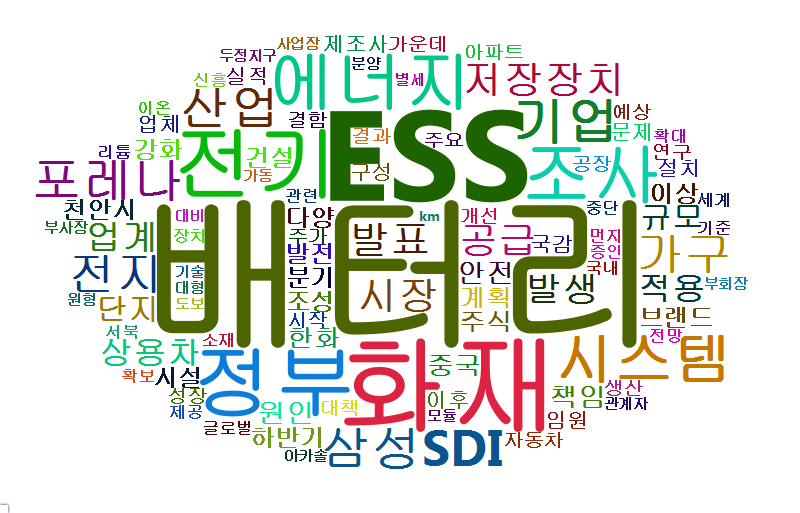 사업장 제조사 가운데
두정지구 분양 아파트
신흥 실적 에너지 별세 저장장치
이온 산업 결함 ESS 기업 예상
업체 전기 결과 주요 문제 확대
리튬 강화 건설 구성 조사 공장 연구
포레나 가동 설치
관련 km 중단 이상 세계
천안시 대비 다양 발표 개선 규모 기준
부사장 업계 장치 추가 공급 국감 먼지
배터리 발전 증인 가구
전지 기술 분기 시장 안전 국내
원형 대형 조성 계획 발생 적용 부회장
단지 도보 시작 주식 브랜드
서북 소재 한화 전망
상용차 정부 화재 중국 시스템
확보 시설 생산
성장 원인 대책 이후 책임 관계자
제공 글로벌 모듈 임원
하반기 삼성SDI 자동차
아카솔